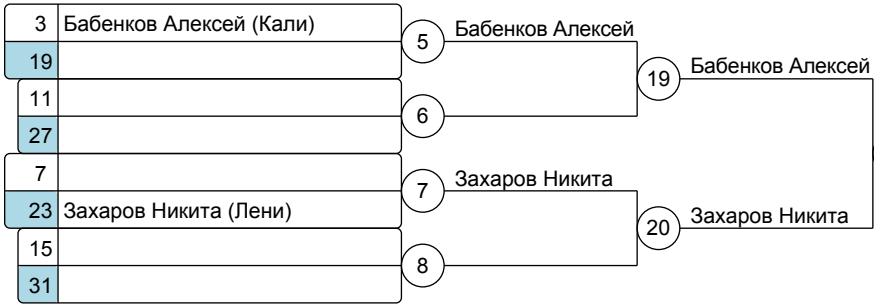 3 Бабенков Алексей (Кали)
19
5 Бабенков Алексей
11
27
6
19 Бабенков Алексей
7
23 Захаров Никита (Лени)
7 Захаров Никита
15
31
8
20 Захаров Никита